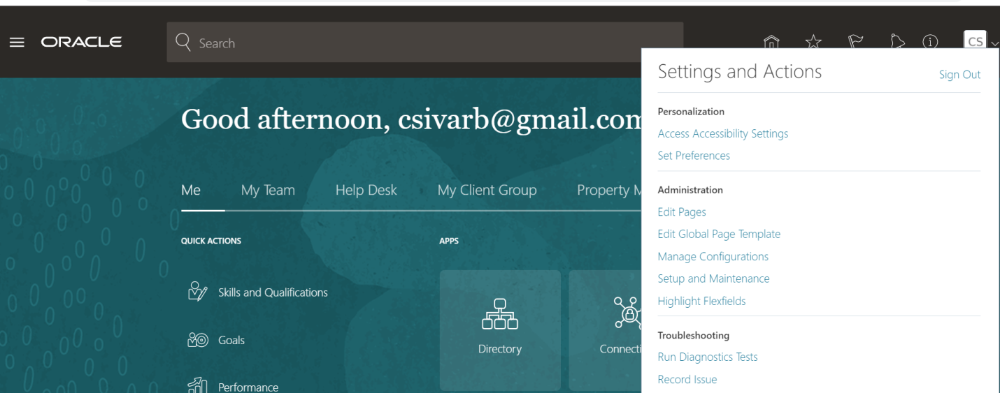 ORACLE
Search
CS
Settings and Actions
Sign Out
Good afternoon, csivarb@gmail.com
Personalization
Access Accessibility Settings
Set Preferences
Me
My Team
Help Desk
My Client Group
Property M
Administration
Edit Pages
Edit Global Page Template
Manage Configurations
Setup and Maintenance
Highlight Flexfields
QUICK ACTIONS
APPS
Skills and Qualifications
Goals
Performance
Directory
Connecti
Troubleshooting
Run Diagnostics Tests
Record Issue